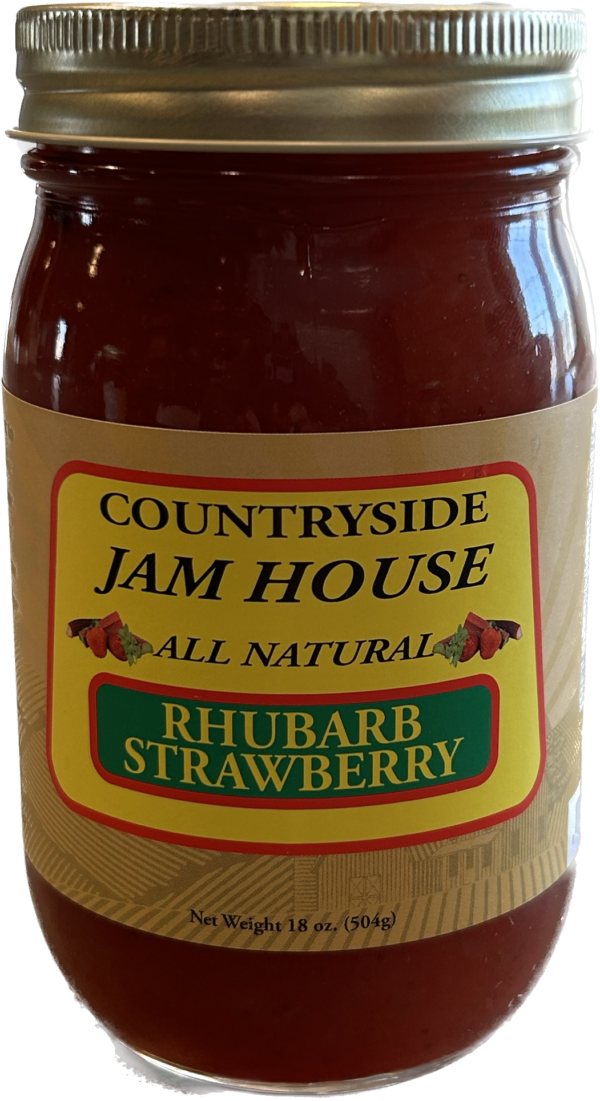 COUNTRYSIDE
JAM HOUSE
ALL NATURAL
RHUBARB
STRAWBERRY
Net Weight 18 oz. (504g)